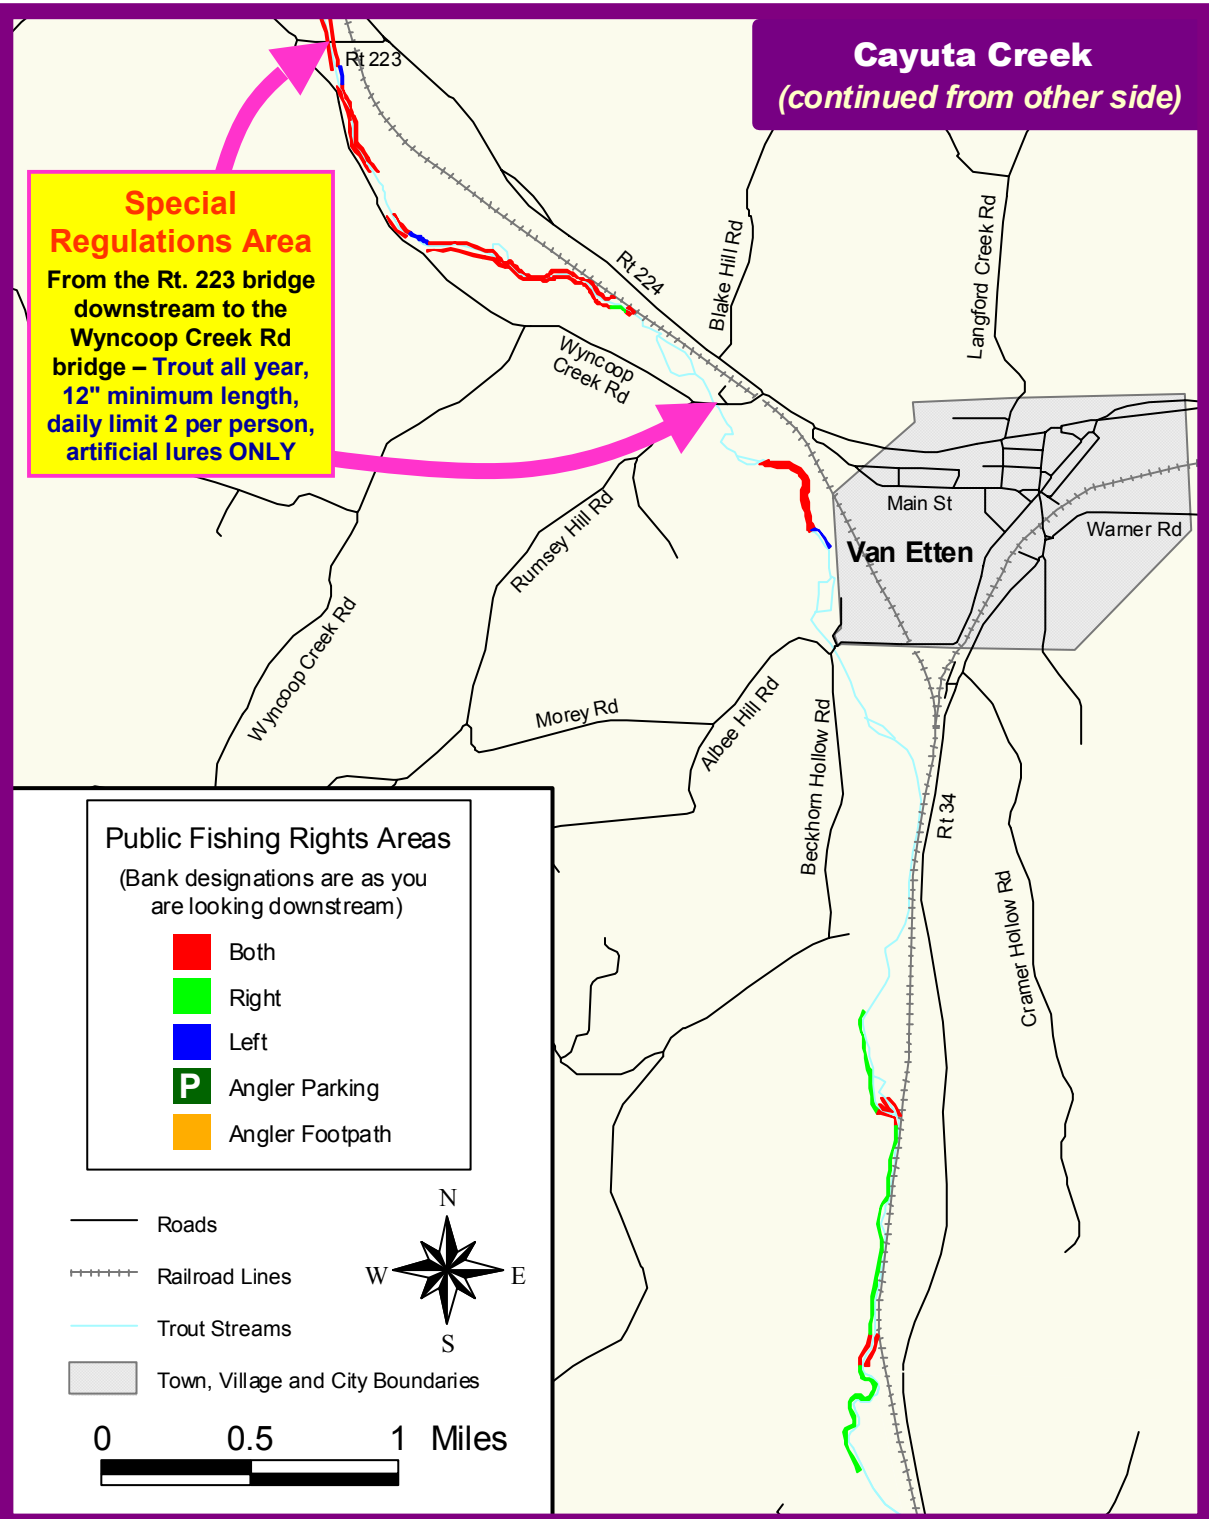 Cayuta Creek
(continued from other side)
Rt 223
Special
Regulations Area
From the Rt. 223 bridge
downstream to the
Wyncoop Creek Rd
bridge – Trout all year,
12" minimum length,
daily limit 2 per person,
artificial lures ONLY
Rt 224
Blake Hill Rd
Langford Creek Rd
Wyncoop
Creek Rd
Main St
Warner Rd
Van Etten
Rumsey Hill Rd
Wyncoop Creek Rd
Morey Rd
Albee Hill Rd
Beckhorn Hollow Rd
Rt 34
Cramer Hollow Rd
Public Fishing Rights Areas
(Bank designations are as you
are looking downstream)
Both
Right
Left
P Angler Parking
Angler Footpath
Roads
Railroad Lines
Trout Streams
Town, Village and City Boundaries
N
W E
S
0 0.5 1 Miles